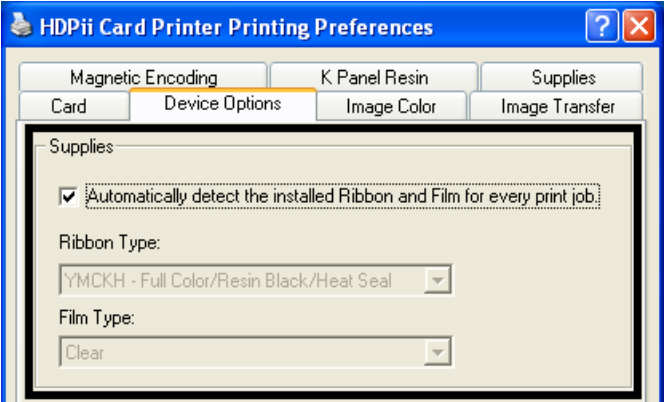 HDPii Card Printer Printing Preferences
?
Magnetic Encoding K Panel Resin Supplies
Card Device Options Image Color Image Transfer
Supplies
Automatically detect the installed Ribbon and Film for every print job.
Ribbon Type:
YMCKH - Full Color/Resin Black/Heat Seal
Film Type:
Clear